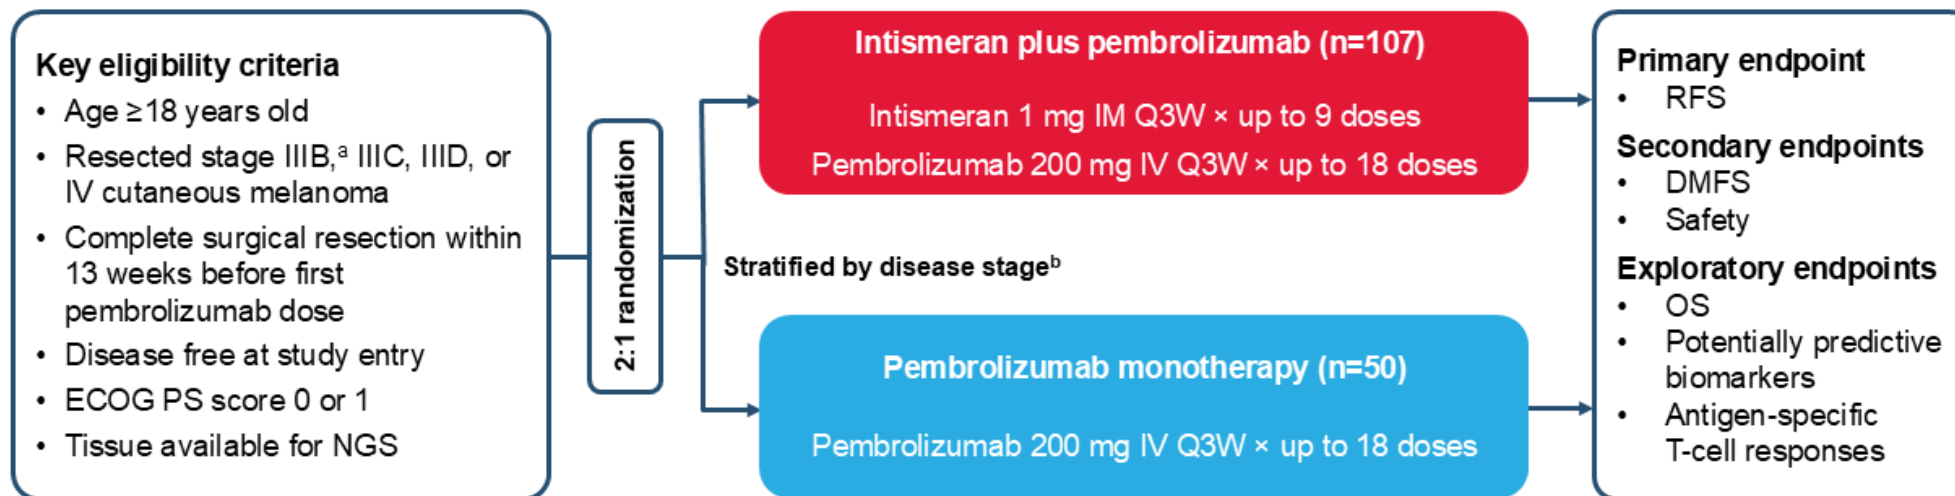 Key eligibility criteria
• Age ≥18 years old
• Resected stage IIIB,ᵃ IIIC, IIID, or
IV cutaneous melanoma
• Complete surgical resection within
13 weeks before first
pembrolizumab dose
• Disease free at study entry
• ECOG PS score 0 or 1
• Tissue available for NGS
2:1 randomization
Stratified by disease stageᵇ
Intismeran plus pembrolizumab (n=107)
Intismeran 1 mg IM Q3W × up to 9 doses
Pembrolizumab 200 mg IV Q3W × up to 18 doses
Pembrolizumab monotherapy (n=50)
Pembrolizumab 200 mg IV Q3W × up to 18 doses
Primary endpoint
• RFS
Secondary endpoints
• DMFS
• Safety
Exploratory endpoints
• OS
• Potentially predictive
biomarkers
• Antigen-specific
T-cell responses